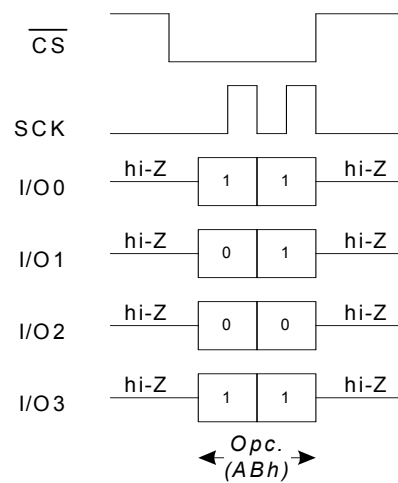 CS
SCK
hi-Z hi-Z
I/O0 1 1
hi-Z hi-Z
I/O1 0 1
hi-Z hi-Z
I/O2 0 0
hi-Z hi-Z
I/O3 1 1
Opc.
(ABh)